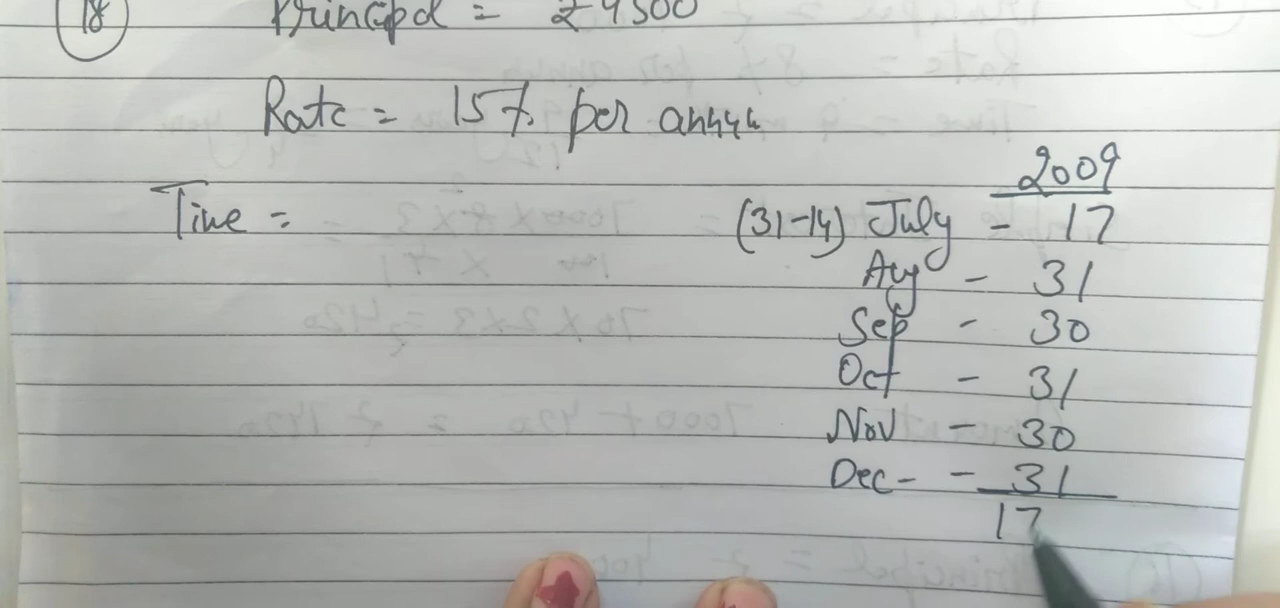 18 Principal = ₹ 4500
Rate = 15% per annum
2009
Time = (31-14) July - 17
Aug - 31
Sep - 30
Oct - 31
Nov - 30
Dec - - 31
17